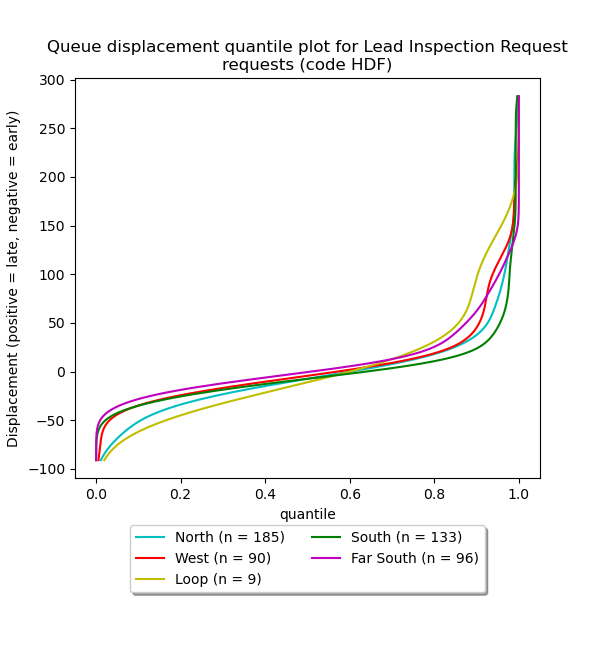 Queue displacement quantile plot for Lead Inspection Request
requests (code HDF)
Displacement (positive = late, negative = early)
300
250
200
150
100
50
0
−50
−100
0.0 0.2 0.4 0.6 0.8 1.0
quantile
North (n = 185)
West (n = 90)
Loop (n = 9)
South (n = 133)
Far South (n = 96)